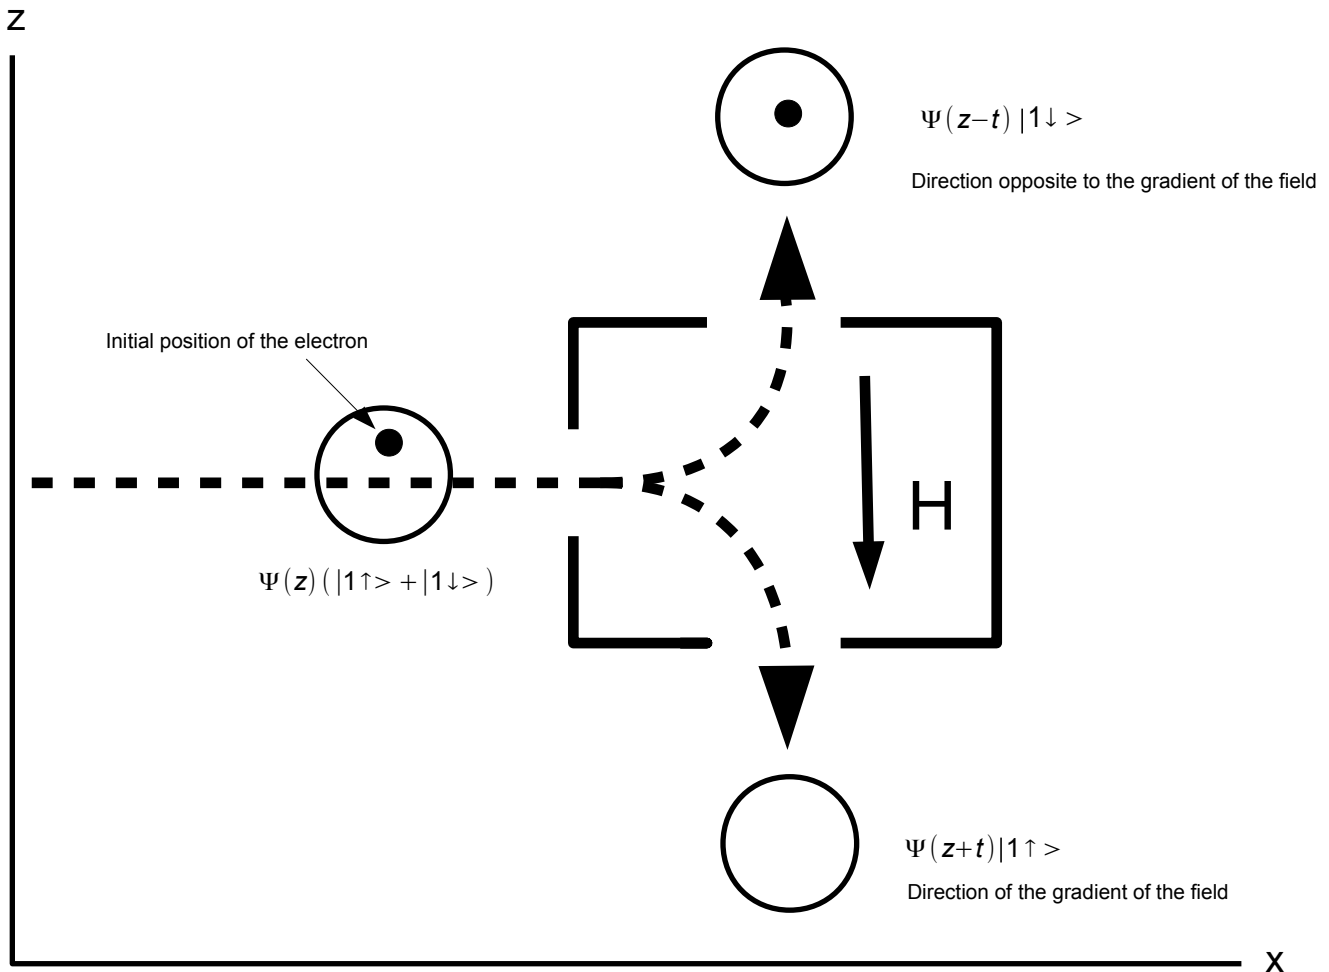 z
Ψ(z−t) |1↓ >
Direction opposite to the gradient of the field
Initial position of the electron
H
Ψ(z)(|1↑> +|1↓>)
Ψ(z+t)|1↑ >
Direction of the gradient of the field
x